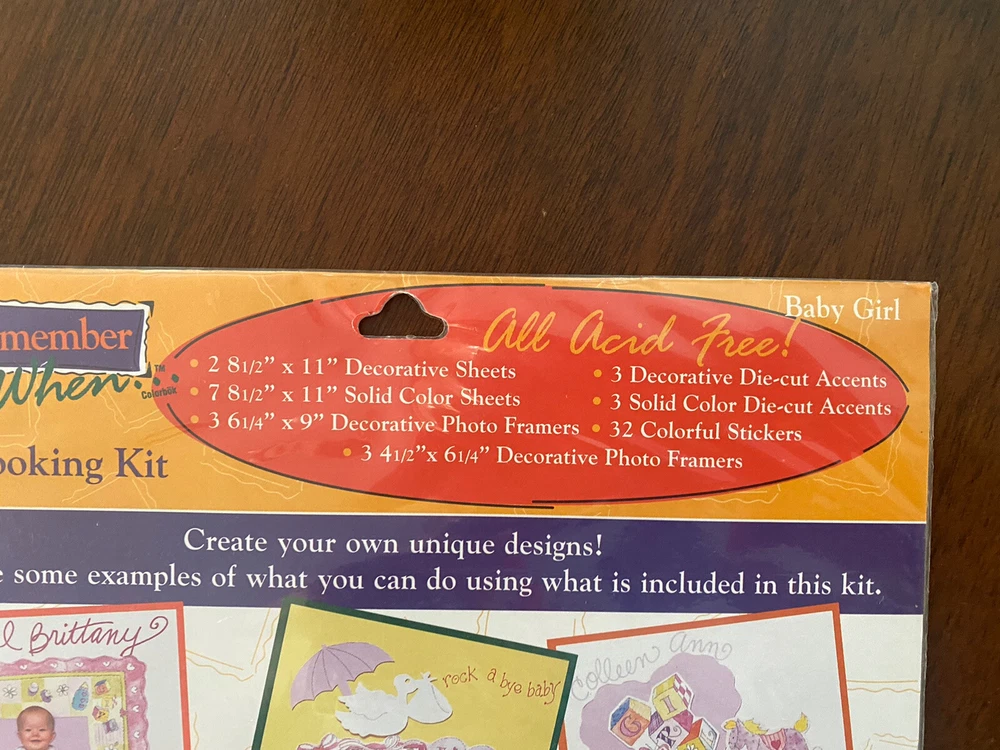 Baby Girl
All Acid Free!
member
When...™
Colorbök
• 2 8 1/2” x 11” Decorative Sheets
• 7 8 1/2” x 11” Solid Color Sheets
• 3 6 1/4” x 9” Decorative Photo Framers
• 3 Decorative Die-cut Accents
• 3 Solid Color Die-cut Accents
• 32 Colorful Stickers
• 3 4 1/2”x 6 1/4” Decorative Photo Framers
ooking Kit
Create your own unique designs!
e some examples of what you can do using what is included in this kit.
l Brittany
rock a bye baby
Colleen Ann
G I R